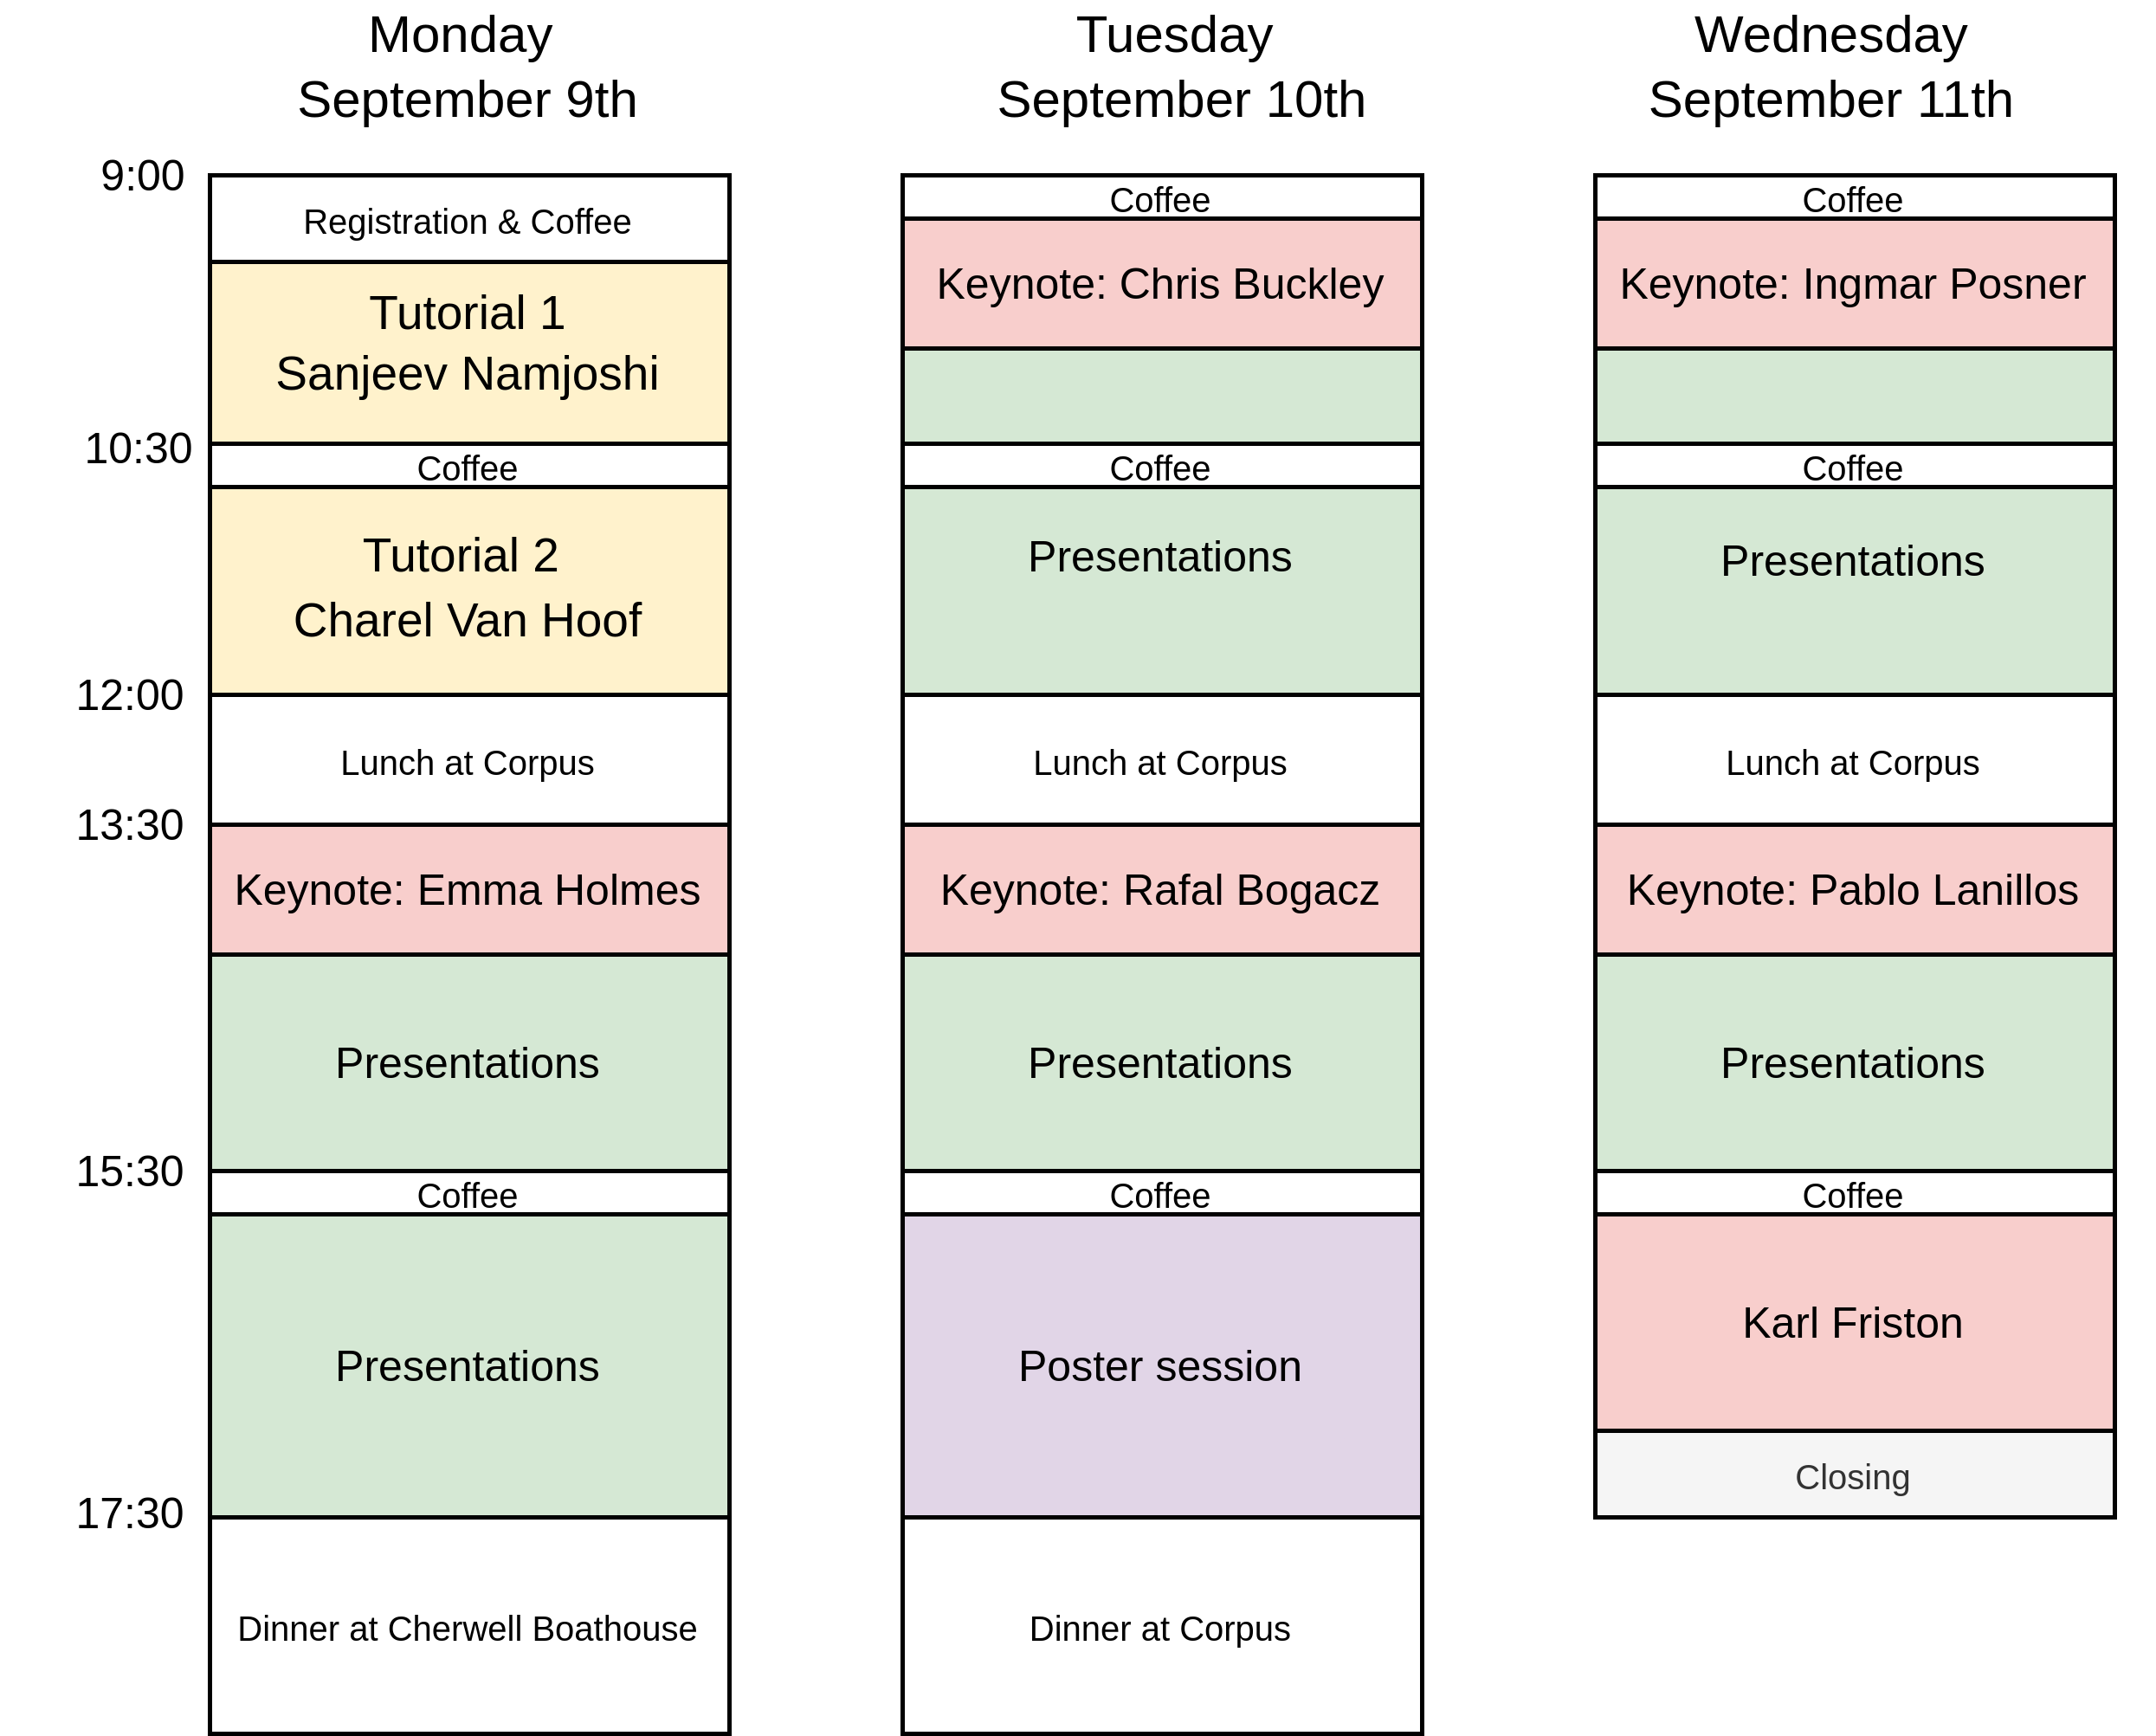 Monday
September 9th
Tuesday
September 10th
Wednesday
September 11th
9:00
Registration & Coffee
Tutorial 1
Sanjeev Namjoshi
10:30
Coffee
Tutorial 2
Charel Van Hoof
12:00
Lunch at Corpus
13:30
Keynote: Emma Holmes
Presentations
15:30
Coffee
Presentations
17:30
Dinner at Cherwell Boathouse
Coffee
Keynote: Chris Buckley
Coffee
Presentations
Lunch at Corpus
Keynote: Rafal Bogacz
Presentations
Coffee
Poster session
Dinner at Corpus
Coffee
Keynote: Ingmar Posner
Coffee
Presentations
Lunch at Corpus
Keynote: Pablo Lanillos
Presentations
Coffee
Karl Friston
Closing